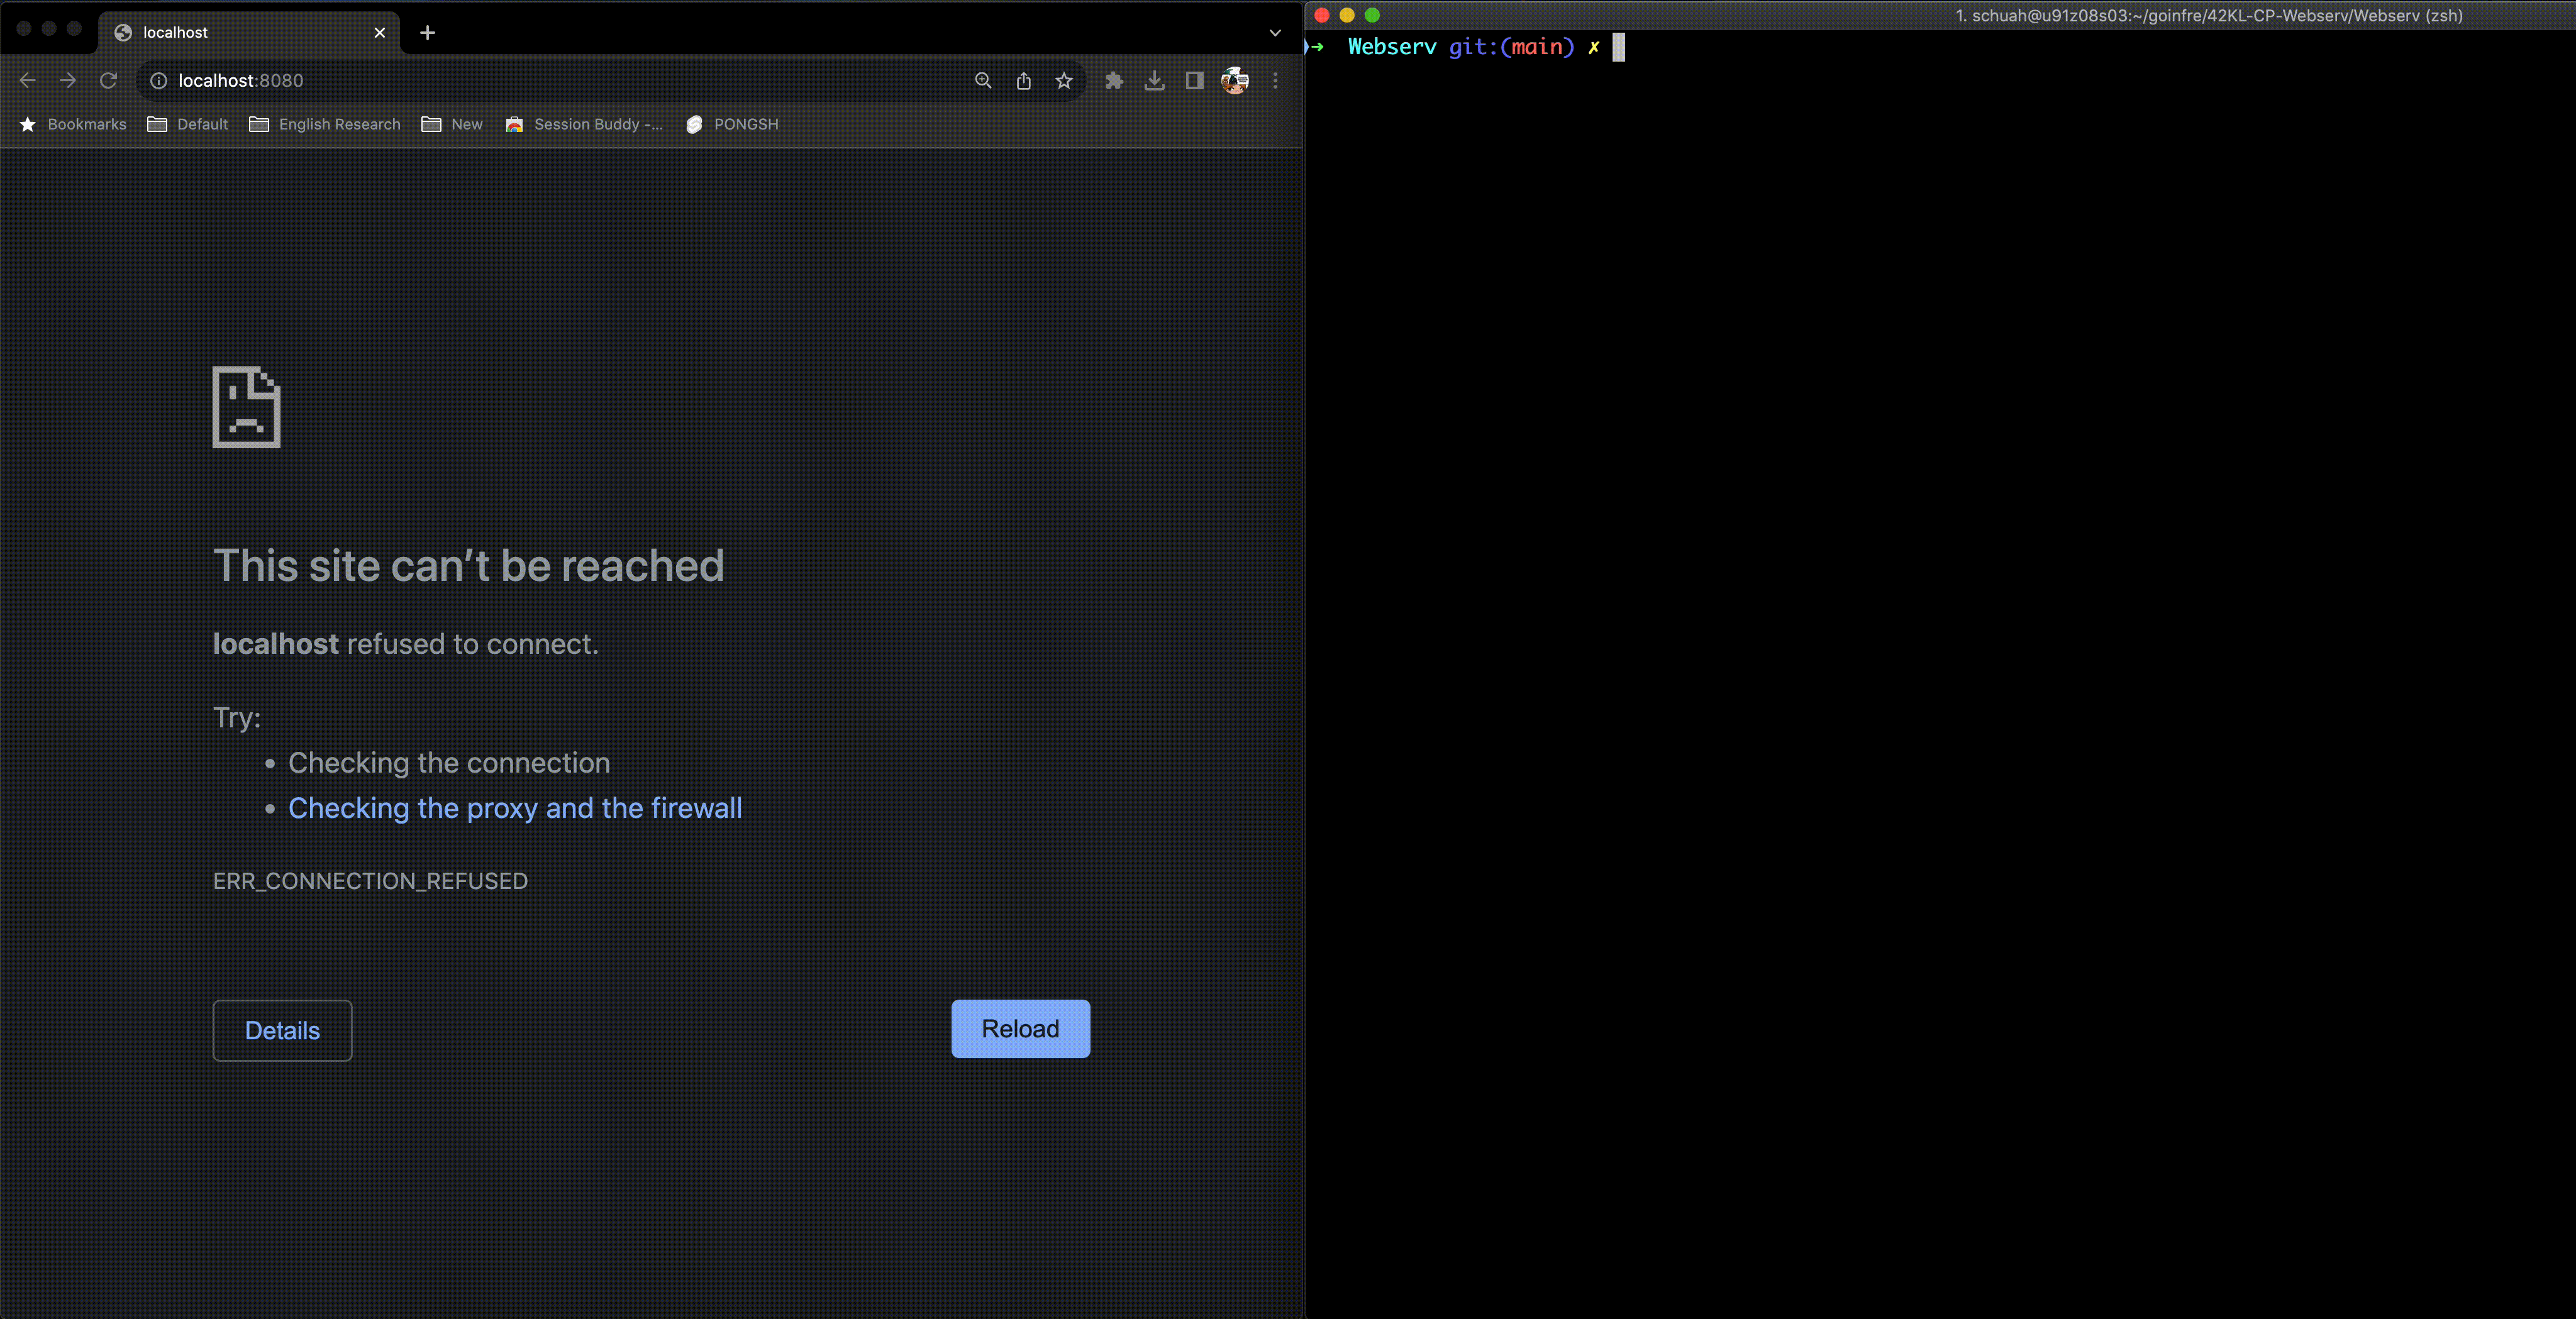 localhost
localhost:8080
Bookmarks Default English Research New Session Buddy -... PONGSH
This site can’t be reached
localhost refused to connect.
Try:
• Checking the connection
• Checking the proxy and the firewall
ERR_CONNECTION_REFUSED
Details
Reload
1. schuah@u91z08s03:~/goinfre/42KL-CP-Webserv/Webserv (zsh)
➜ Webserv git:(main) ✗